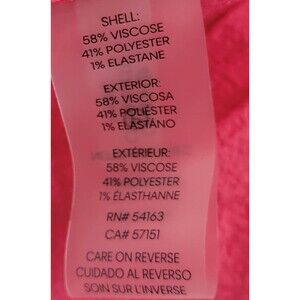 SHELL:
58% VISCOSE
41% POLYESTER
1% ELASTANE
EXTERIOR:
58% VISCOSA
41% POLIÉSTER
1% ELASTANO
EXTÉRIEUR:
58% VISCOSE
41% POLYESTER
1% ÉLASTHANNE
RN# 54163
CA# 57151
CARE ON REVERSE
CUIDADO AL REVERSO
SOIN SUR L'INVERSE